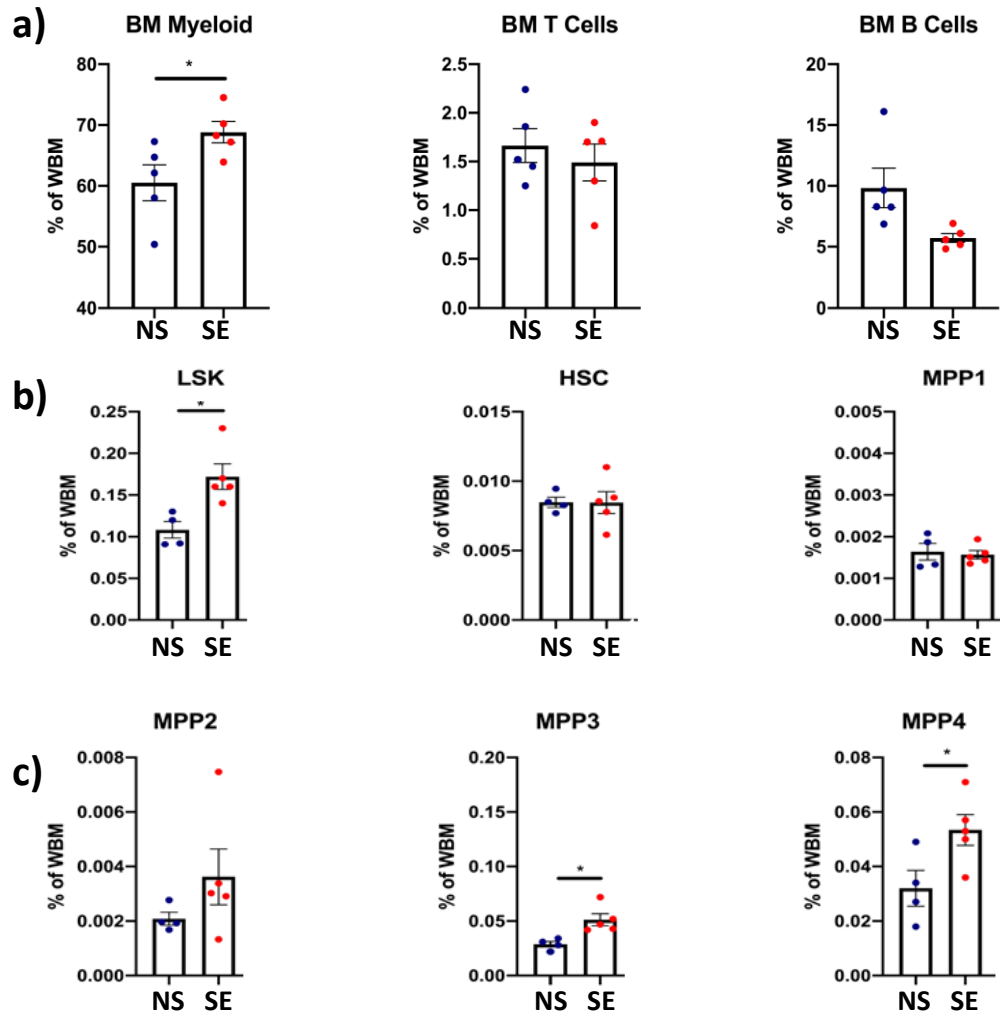 a)
BM Myeloid
BM T Cells
BM B Cells
% of WBM
80
70
60
50
40
*
NS SE
% of WBM
2.5
2.0
1.5
1.0
0.5
0.0
NS SE
% of WBM
20
15
10
5
0
NS SE
b)
LSK
HSC
MPP1
% of WBM
0.25
0.20
0.15
0.10
0.05
0.00
*
NS SE
% of WBM
0.015
0.010
0.005
0.000
NS SE
% of WBM
0.005
0.004
0.003
0.002
0.001
0.000
NS SE
c)
MPP2
MPP3
MPP4
% of WBM
0.008
0.006
0.004
0.002
0.000
NS SE
% of WBM
0.20
0.15
0.10
0.05
0.00
*
NS SE
% of WBM
0.08
0.06
0.04
0.02
0.00
*
NS SE